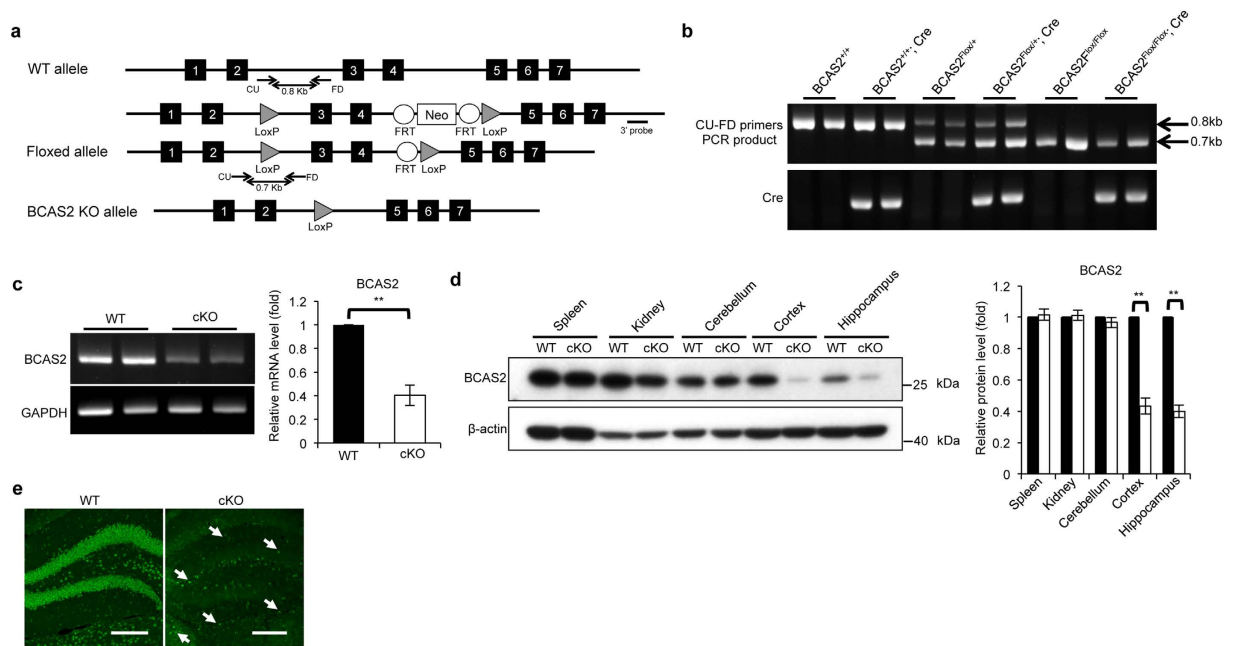 a
WT allele
1 2 3 4 5 6 7
CU 0.8 Kb FD
1 2 3 4 Neo 5 6 7
LoxP FRT FRT LoxP
3' probe
Floxed allele
1 2 3 4 5 6 7
LoxP FRT LoxP
CU 0.7 Kb FD
BCAS2 KO allele
1 2 5 6 7
LoxP
b
BCAS2+/+
BCAS2+/+; Cre
BCAS2Flox/+
BCAS2Flox/+; Cre
BCAS2Flox/Flox
BCAS2Flox/Flox; Cre
CU-FD primers
PCR product
0.8kb
0.7kb
Cre
c
WT cKO
BCAS2
GAPDH
BCAS2
Relative mRNA level (fold)
1.2
1
0.8
0.6
0.4
0.2
0
**
WT cKO
d
Spleen Kidney Cerebellum Cortex Hippocampus
WT cKO WT cKO WT cKO WT cKO WT cKO
BCAS2
25 kDa
β-actin
40 kDa
BCAS2
Relative protein level (fold)
1.2
1
0.8
0.6
0.4
0.2
0
** **
Spleen
Kidney
Cerebellum
Cortex
Hippocampus
e
WT cKO